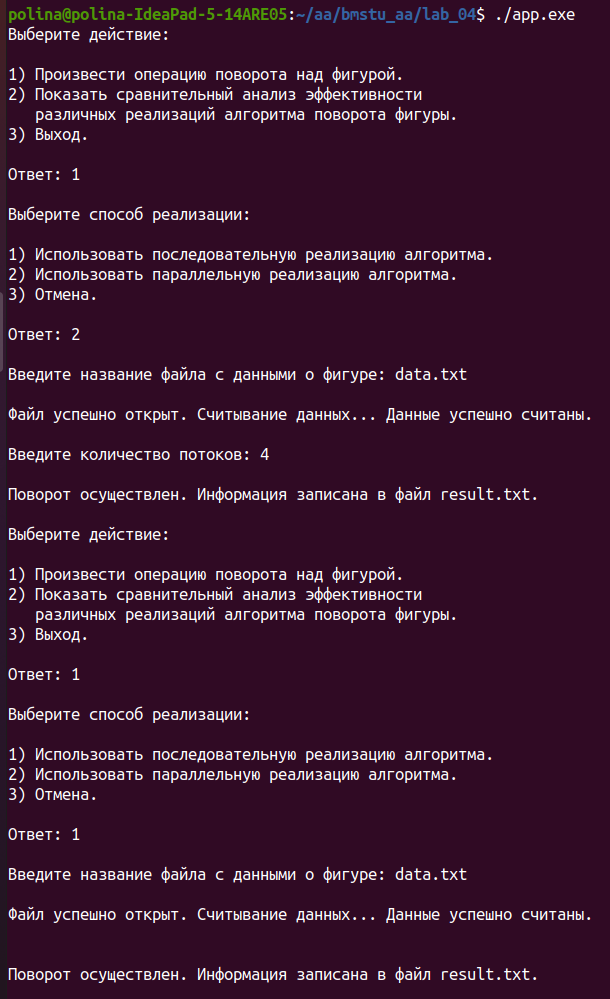 polina@polina-IdeaPad-5-14ARE05:~/aa/bmstu_aa/lab_04$ ./app.exe
Выберите действие:
1) Произвести операцию поворота над фигурой.
2) Показать сравнительный анализ эффективности
различных реализаций алгоритма поворота фигуры.
3) Выход.
Ответ: 1
Выберите способ реализации:
1) Использовать последовательную реализацию алгоритма.
2) Использовать параллельную реализацию алгоритма.
3) Отмена.
Ответ: 2
Введите название файла с данными о фигуре: data.txt
Файл успешно открыт. Считывание данных... Данные успешно считаны.
Введите количество потоков: 4
Поворот осуществлен. Информация записана в файл result.txt.
Выберите действие:
1) Произвести операцию поворота над фигурой.
2) Показать сравнительный анализ эффективности
различных реализаций алгоритма поворота фигуры.
3) Выход.
Ответ: 1
Выберите способ реализации:
1) Использовать последовательную реализацию алгоритма.
2) Использовать параллельную реализацию алгоритма.
3) Отмена.
Ответ: 1
Введите название файла с данными о фигуре: data.txt
Файл успешно открыт. Считывание данных... Данные успешно считаны.
Поворот осуществлен. Информация записана в файл result.txt.